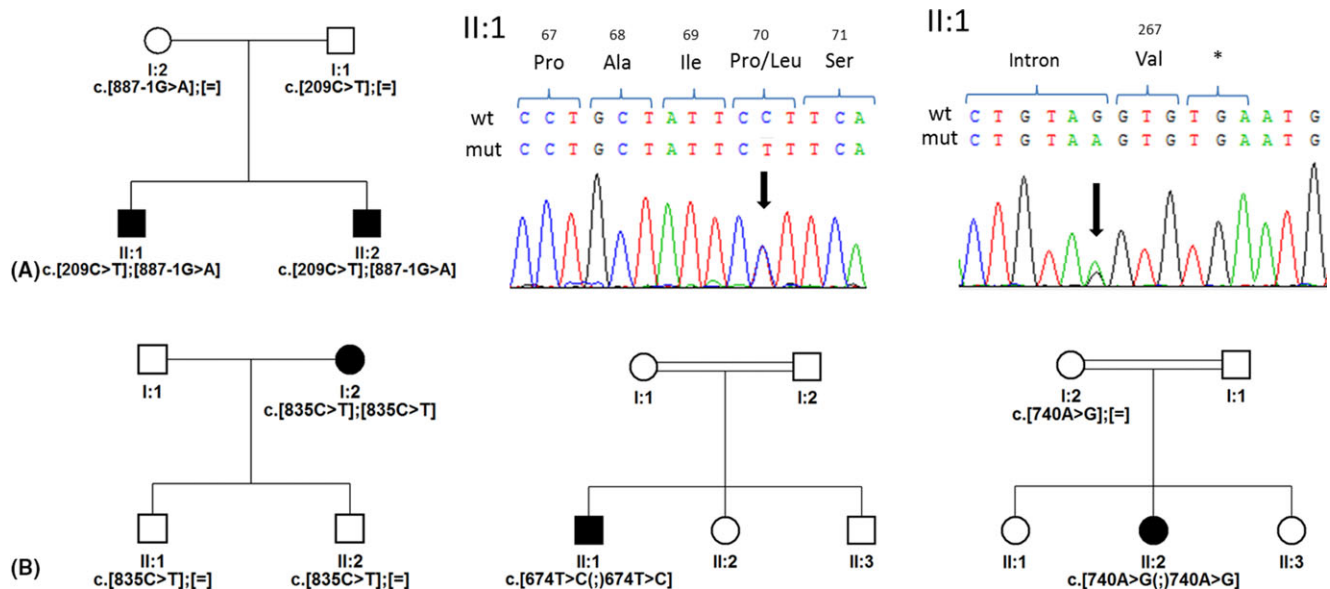 I:2
c.[887-1G>A];[=]
I:1
c.[209C>T];[=]
II:1
c.[209C>T];[887-1G>A]
II:2
c.[209C>T];[887-1G>A]
(A)
II:1
67 68 69 70 71
Pro Ala Ile Pro/Leu Ser
wt C C T G C T A T T C C T T C A
mut C C T G C T A T T C T T T C A
II:1
267
Intron Val *
wt C T G T A G G T G T G A A T G
mut C T G T A A G T G T G A A T G
I:1
I:2
c.[835C>T];[835C>T]
II:1
c.[835C>T];[=]
II:2
c.[835C>T];[=]
(B)
I:1
I:2
II:1
c.[674T>C(;)674T>C]
II:2
II:3
I:2
c.[740A>G];[=]
I:1
II:1
II:2
c.[740A>G(;)740A>G]
II:3